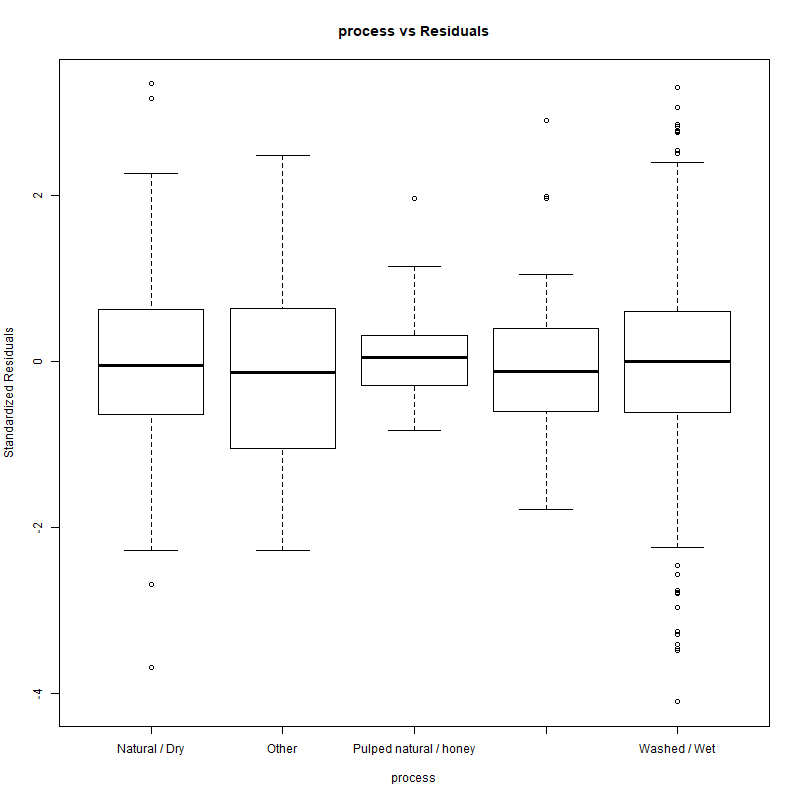 process vs Residuals
Standardized Residuals
2
0
-2
-4
Natural / Dry
Other
Pulped natural / honey
Washed / Wet
process